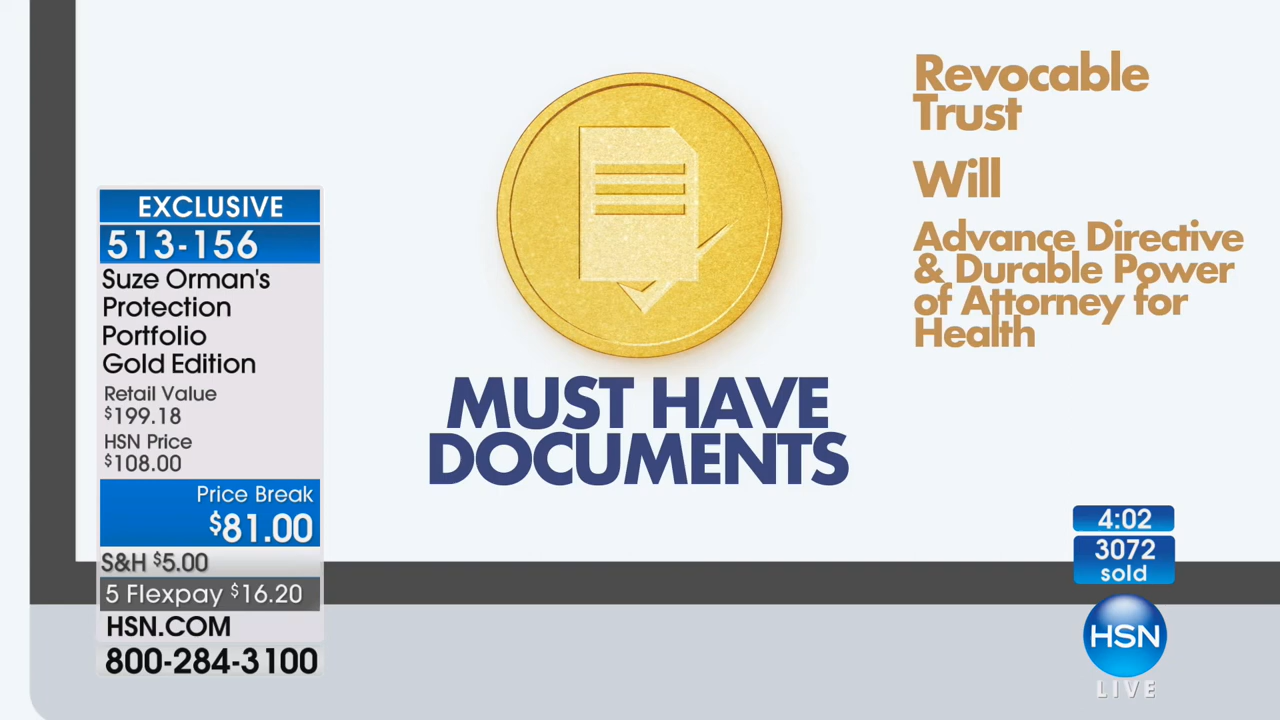 Revocable
Trust
Will
Advance Directive
& Durable Power
of Attorney for
Health
MUST HAVE
DOCUMENTS
EXCLUSIVE
513-156
Suze Orman's
Protection
Portfolio
Gold Edition
Retail Value
$199.18
HSN Price
$108.00
Price Break
$81.00
S&H $5.00
5 Flexpay $16.20
HSN.COM
800-284-3100
4:02
3072
sold
HSN
LIVE